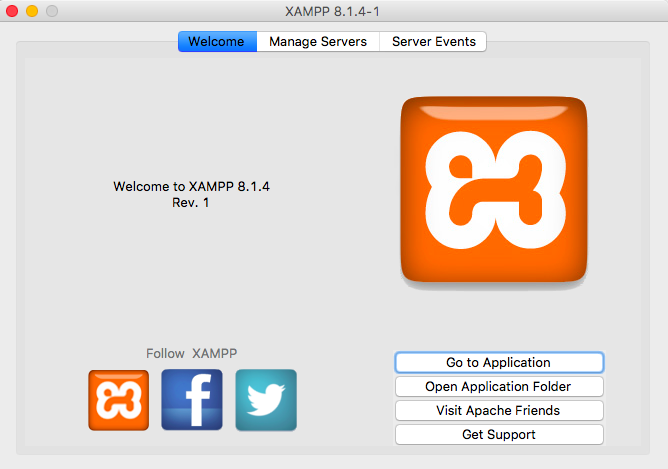 XAMPP 8.1.4-1
Welcome
Manage Servers
Server Events
Welcome to XAMPP 8.1.4
Rev. 1
Follow XAMPP
Go to Application
Open Application Folder
Visit Apache Friends
Get Support